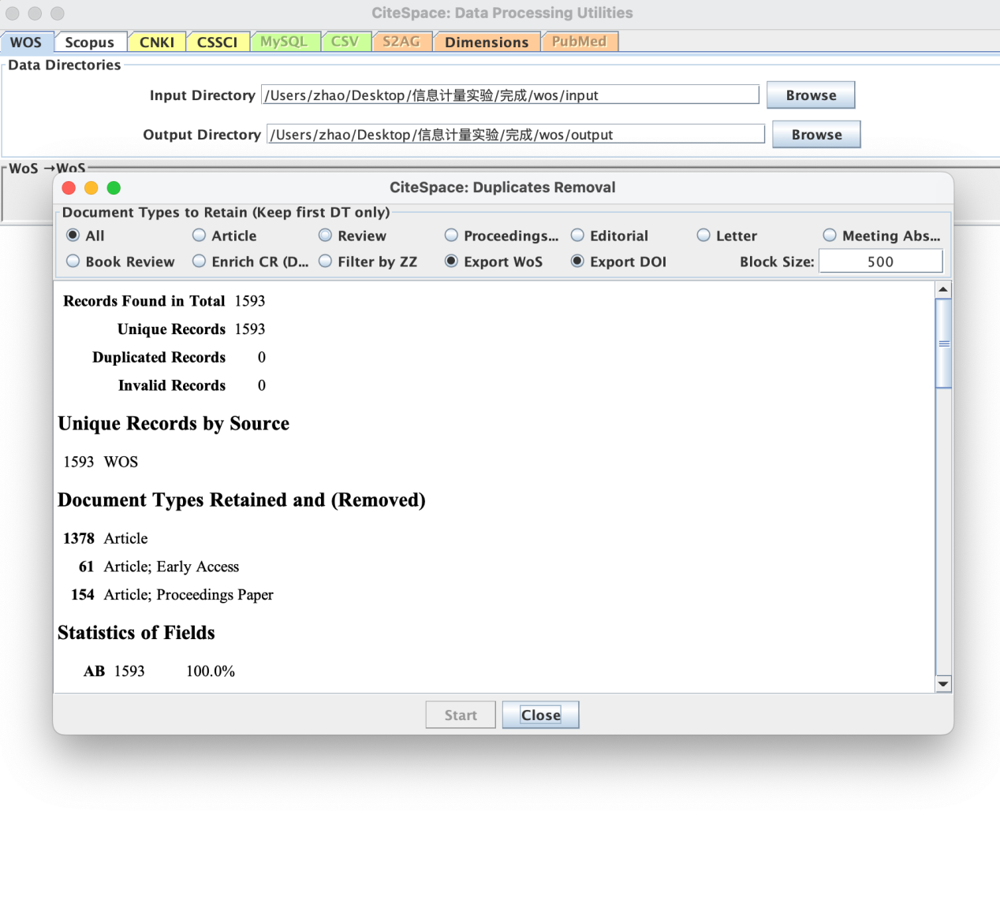 CiteSpace: Data Processing Utilities
WOS Scopus CNKI CSSCI MySQL CSV S2AG Dimensions PubMed
Data Directories
Input Directory /Users/zhao/Desktop/信息计量实验/完成/wos/input Browse
Output Directory /Users/zhao/Desktop/信息计量实验/完成/wos/output Browse
WoS →WoS
CiteSpace: Duplicates Removal
Document Types to Retain (Keep first DT only)
All Article Review Proceedings... Editorial Letter Meeting Abs...
Book Review Enrich CR (D... Filter by ZZ Export WoS Export DOI Block Size: 500
Records Found in Total 1593
Unique Records 1593
Duplicated Records 0
Invalid Records 0
Unique Records by Source
1593 WOS
Document Types Retained and (Removed)
1378 Article
61 Article; Early Access
154 Article; Proceedings Paper
Statistics of Fields
AB 1593 100.0%
Start Close